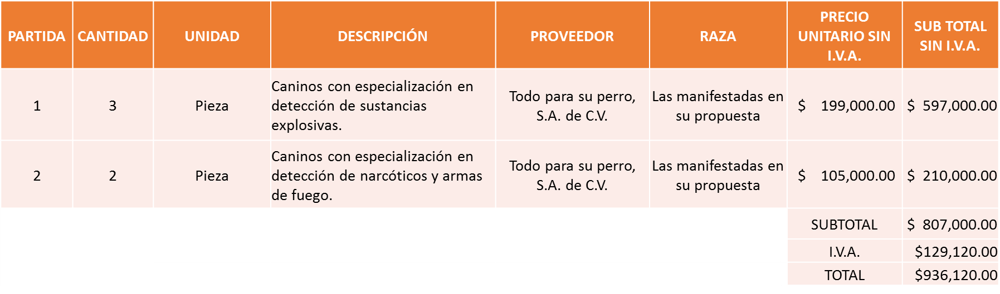 PARTIDA
CANTIDAD
UNIDAD
DESCRIPCIÓN
PROVEEDOR
RAZA
PRECIO
UNITARIO SIN
I.V.A.
SUB TOTAL
SIN I.V.A.
1
3
Pieza
Caninos con especialización en
detección de sustancias
explosivas.
Todo para su perro,
S.A. de C.V.
Las manifestadas en
su propuesta
$ 199,000.00
$ 597,000.00
2
2
Pieza
Caninos con especialización en
detección de narcóticos y armas
de fuego.
Todo para su perro,
S.A. de C.V.
Las manifestadas en
su propuesta
$ 105,000.00
$ 210,000.00
SUBTOTAL
$ 807,000.00
I.V.A.
$129,120.00
TOTAL
$936,120.00